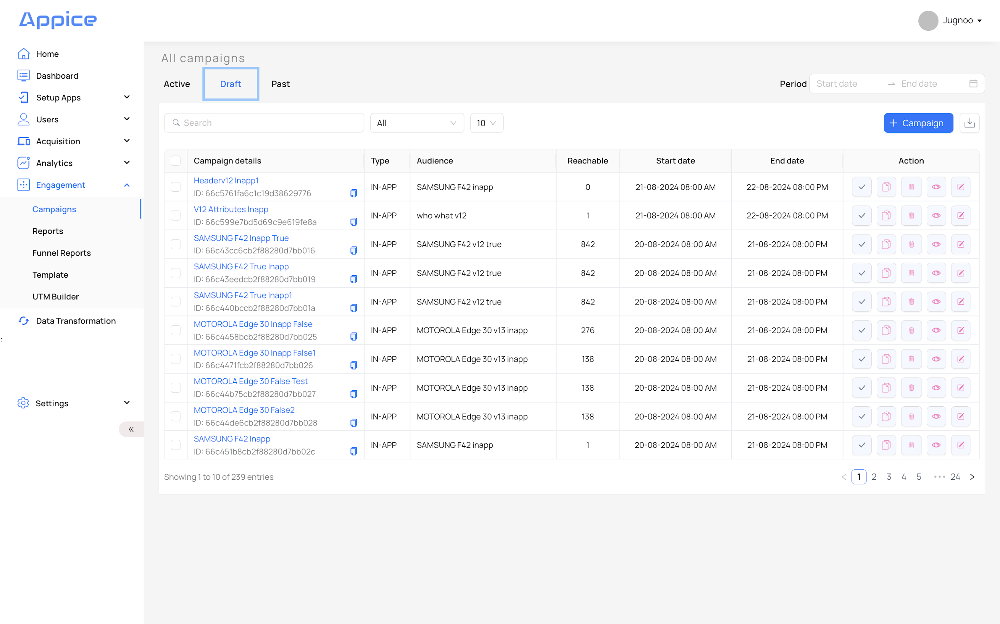 Appice
Jugnoo
Home
Dashboard
Setup Apps
Users
Acquisition
Analytics
Engagement
Campaigns
Reports
Funnel Reports
Template
UTM Builder
Data Transformation
:
Settings
All campaigns
Active Draft Past
Period Start date End date
Search All 10 + Campaign
Campaign details Type Audience Reachable Start date End date Action
Headerv12 Inapp1
ID: 66c5761fa6c1c19d38629776 IN-APP SAMSUNG F42 inapp 0 21-08-2024 08:00 AM 22-08-2024 08:00 PM
V12 Attributes Inapp
ID: 66c599e7bd5d69c9e619fe8a IN-APP who what v12 1 21-08-2024 08:00 AM 22-08-2024 08:00 PM
SAMSUNG F42 Inapp True
ID: 66c43cc6cb2f88280d7bb016 IN-APP SAMSUNG F42 v12 true 842 20-08-2024 08:00 AM 21-08-2024 08:00 PM
SAMSUNG F42 True Inapp
ID: 66c43eedcb2f88280d7bb019 IN-APP SAMSUNG F42 v12 true 842 20-08-2024 08:00 AM 21-08-2024 08:00 PM
SAMSUNG F42 True Inapp1
ID: 66c440bccb2f88280d7bb01a IN-APP SAMSUNG F42 v12 true 842 20-08-2024 08:00 AM 21-08-2024 08:00 PM
MOTOROLA Edge 30 Inapp False
ID: 66c4458bcb2f88280d7bb025 IN-APP MOTOROLA Edge 30 v13 inapp 276 20-08-2024 08:00 AM 21-08-2024 08:00 PM
MOTOROLA Edge 30 Inapp False1
ID: 66c4471fcb2f88280d7bb026 IN-APP MOTOROLA Edge 30 v13 inapp 138 20-08-2024 08:00 AM 21-08-2024 08:00 PM
MOTOROLA Edge 30 False Test
ID: 66c44b75cb2f88280d7bb027 IN-APP MOTOROLA Edge 30 v13 inapp 138 20-08-2024 08:00 AM 21-08-2024 08:00 PM
MOTOROLA Edge 30 False2
ID: 66c44de6cb2f88280d7bb028 IN-APP MOTOROLA Edge 30 v13 inapp 138 20-08-2024 08:00 AM 21-08-2024 08:00 PM
SAMSUNG F42 Inapp
ID: 66c451b8cb2f88280d7bb02c IN-APP SAMSUNG F42 inapp 1 20-08-2024 08:00 AM 21-08-2024 08:00 PM
Showing 1 to 10 of 239 entries < 1 2 3 4 5 ••• 24 >